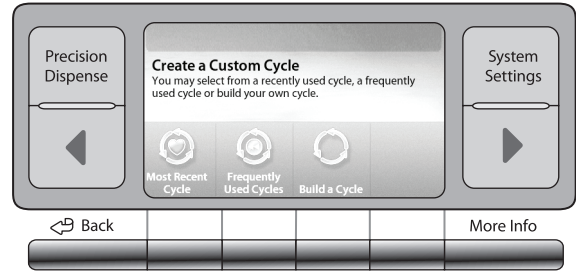 Precision
Dispense
Create a Custom Cycle
You may select from a recently used cycle, a frequently
used cycle or build your own cycle.
System
Settings
Most Recent
Cycle
Frequently
Used Cycles
Build a Cycle
Back
More Info